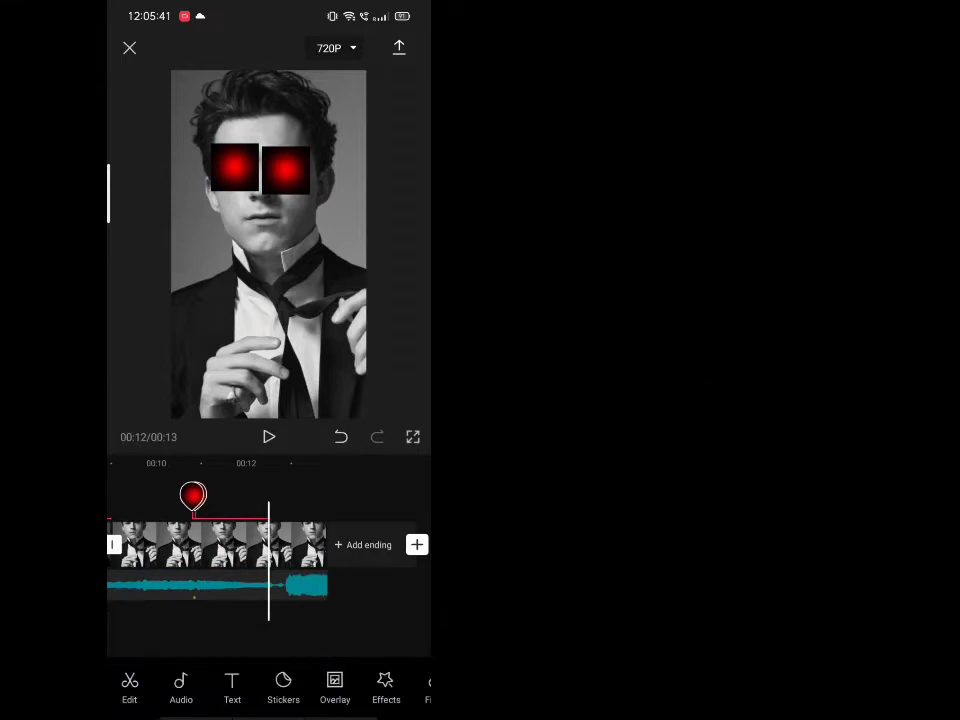 12:05:41
91
720P
00:12/00:13
00:10
00:12
+ Add ending
Edit
Audio
Text
Stickers
Overlay
Effects